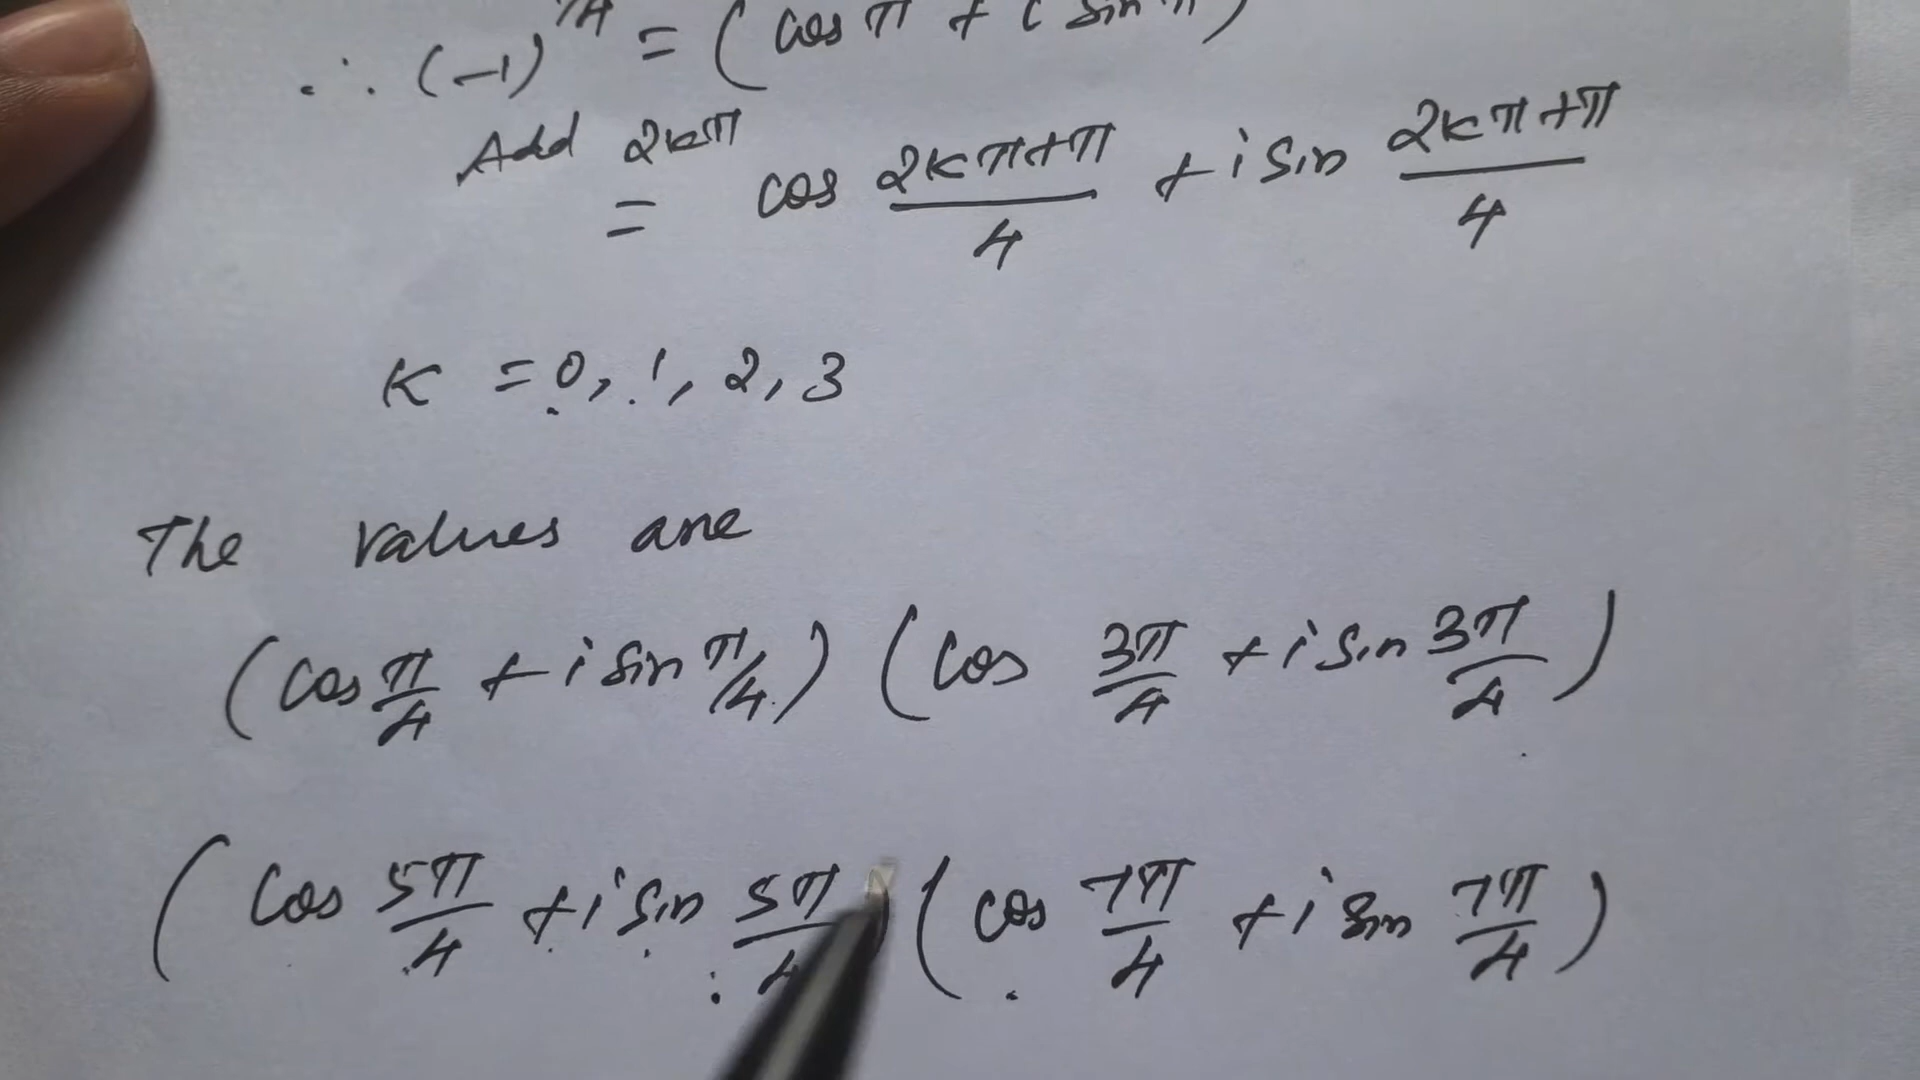 ∴ (-1)^1/4 = (cos π + i sin π)
Add 2kπ
= cos 2kπ+π/4 + i sin 2kπ+π/4
K = 0, 1, 2, 3
The values are
(cos π/4 + i sin π/4) (cos 3π/4 + i sin 3π/4)
(cos 5π/4 + i sin 5π/4) (cos 7π/4 + i sin 7π/4)